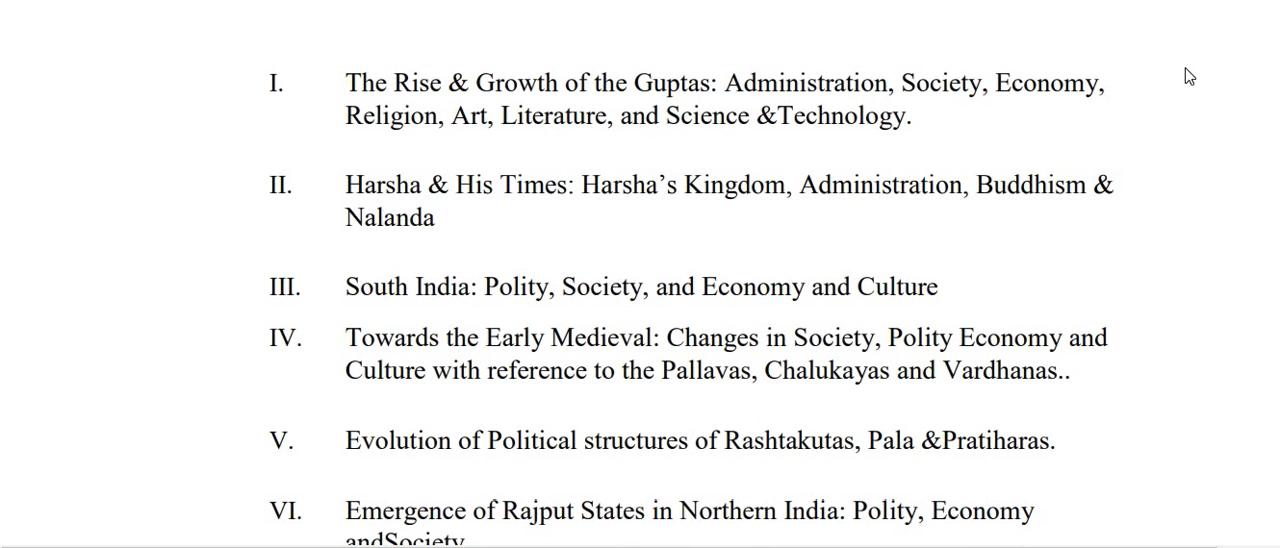 I. The Rise & Growth of the Guptas: Administration, Society, Economy,
Religion, Art, Literature, and Science &Technology.
II. Harsha & His Times: Harsha’s Kingdom, Administration, Buddhism &
Nalanda
III. South India: Polity, Society, and Economy and Culture
IV. Towards the Early Medieval: Changes in Society, Polity Economy and
Culture with reference to the Pallavas, Chalukayas and Vardhanas..
V. Evolution of Political structures of Rashtakutas, Pala &Pratiharas.
VI. Emergence of Rajput States in Northern India: Polity, Economy
andSociety